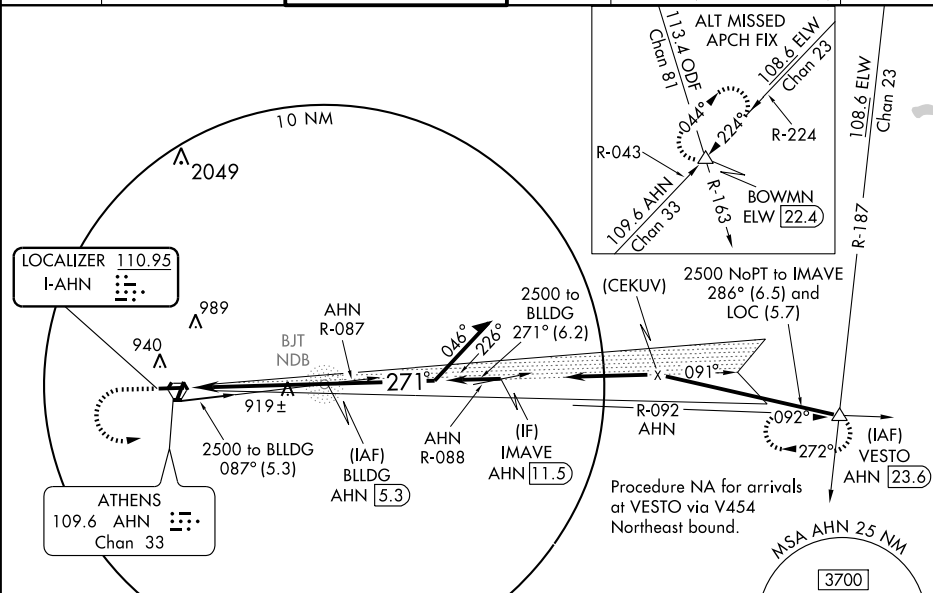 ALT MISSED
APCH FIX
113.4 ODF
Chan 81
108.6 ELW
Chan 23
044°
224°
R-224
R-043
109.6 AHN
Chan 33
R-163
BOWMN
ELW 22.4
108.6 ELW
Chan 23
R-187
10 NM
2049
LOCALIZER 110.95
I-AHN
989
940
BJT
NDB
AHN
R-087
2500 to
BLLDG
271° (6.2)
(CEKUV)
2500 NoPT to IMAVE
286° (6.5) and
LOC (5.7)
046°
226°
271°
X
091°
919±
R-092
AHN
092°
272°
2500 to BLLDG
087° (5.3)
(IAF)
BLLDG
AHN 5.3
AHN
R-088
(IF)
IMAVE
AHN 11.5
(IAF)
VESTO
AHN 23.6
Procedure NA for arrivals
at VESTO via V454
Northeast bound.
ATHENS
109.6 AHN
Chan 33
MSA AHN 25 NM
3700